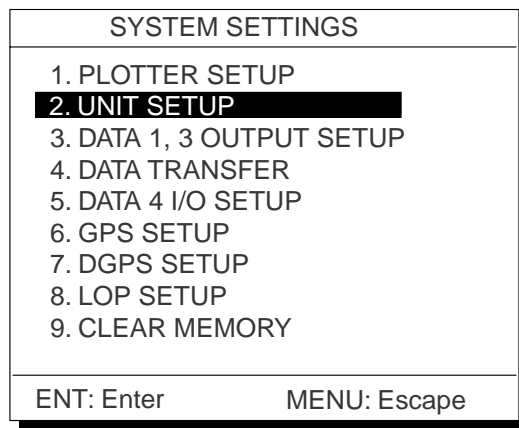 SYSTEM SETTINGS
1. PLOTTER SETUP
2. UNIT SETUP
3. DATA 1, 3 OUTPUT SETUP
4. DATA TRANSFER
5. DATA 4 I/O SETUP
6. GPS SETUP
7. DGPS SETUP
8. LOP SETUP
9. CLEAR MEMORY
ENT: Enter MENU: Escape